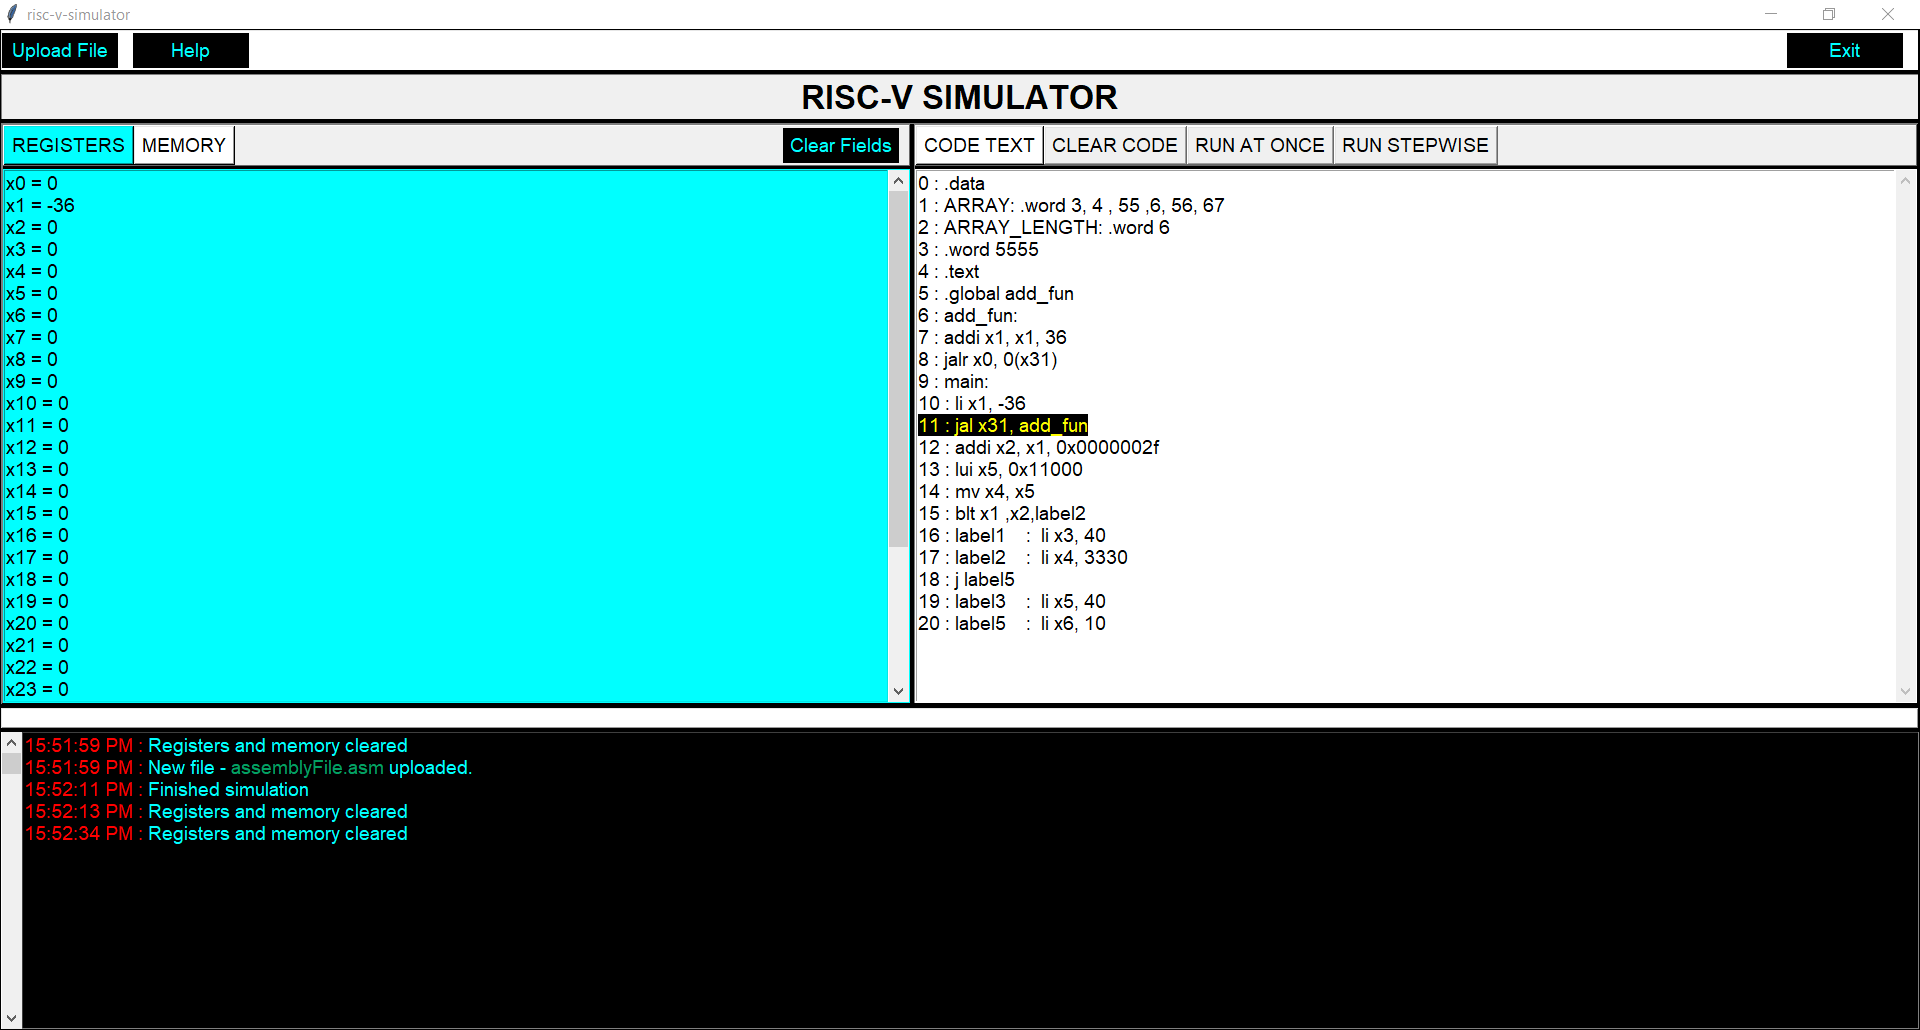 risc-v-simulator
Upload File
Help
Exit
RISC-V SIMULATOR
REGISTERS
MEMORY
Clear Fields
x0 = 0
x1 = -36
x2 = 0
x3 = 0
x4 = 0
x5 = 0
x6 = 0
x7 = 0
x8 = 0
x9 = 0
x10 = 0
x11 = 0
x12 = 0
x13 = 0
x14 = 0
x15 = 0
x16 = 0
x17 = 0
x18 = 0
x19 = 0
x20 = 0
x21 = 0
x22 = 0
x23 = 0
CODE TEXT
CLEAR CODE
RUN AT ONCE
RUN STEPWISE
0 : .data
1 : ARRAY: .word 3, 4 , 55 ,6, 56, 67
2 : ARRAY_LENGTH: .word 6
3 : .word 5555
4 : .text
5 : .global add_fun
6 : add_fun:
7 : addi x1, x1, 36
8 : jalr x0, 0(x31)
9 : main:
10 : li x1, -36
11 : jal x31, add_fun
12 : addi x2, x1, 0x0000002f
13 : lui x5, 0x11000
14 : mv x4, x5
15 : blt x1 ,x2,label2
16 : label1    :  li x3, 40
17 : label2    :  li x4, 3330
18 : j label5
19 : label3    :  li x5, 40
20 : label5    :  li x6, 10
15:51:59 PM : Registers and memory cleared
15:51:59 PM : New file - assemblyFile.asm uploaded.
15:52:11 PM : Finished simulation
15:52:13 PM : Registers and memory cleared
15:52:34 PM : Registers and memory cleared